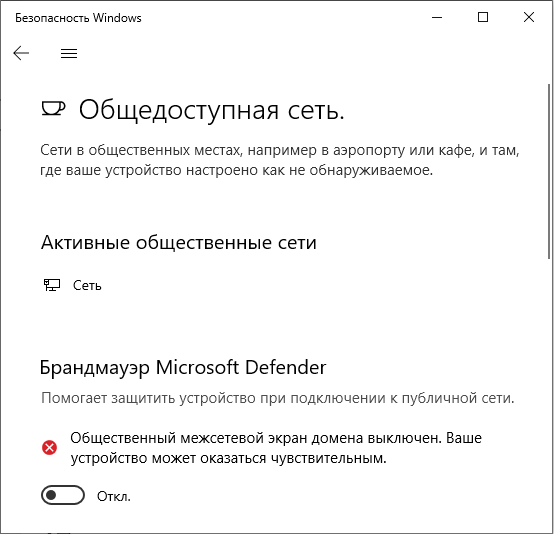 Безопасность Windows
Общедоступная сеть.
Сети в общественных местах, например в аэропорту или кафе, и там,
где ваше устройство настроено как не обнаруживаемое.
Активные общественные сети
Сеть
Брандмауэр Microsoft Defender
Помогает защитить устройство при подключении к публичной сети.
Общественный межсетевой экран домена выключен. Ваше
устройство может оказаться чувствительным.
Откл.